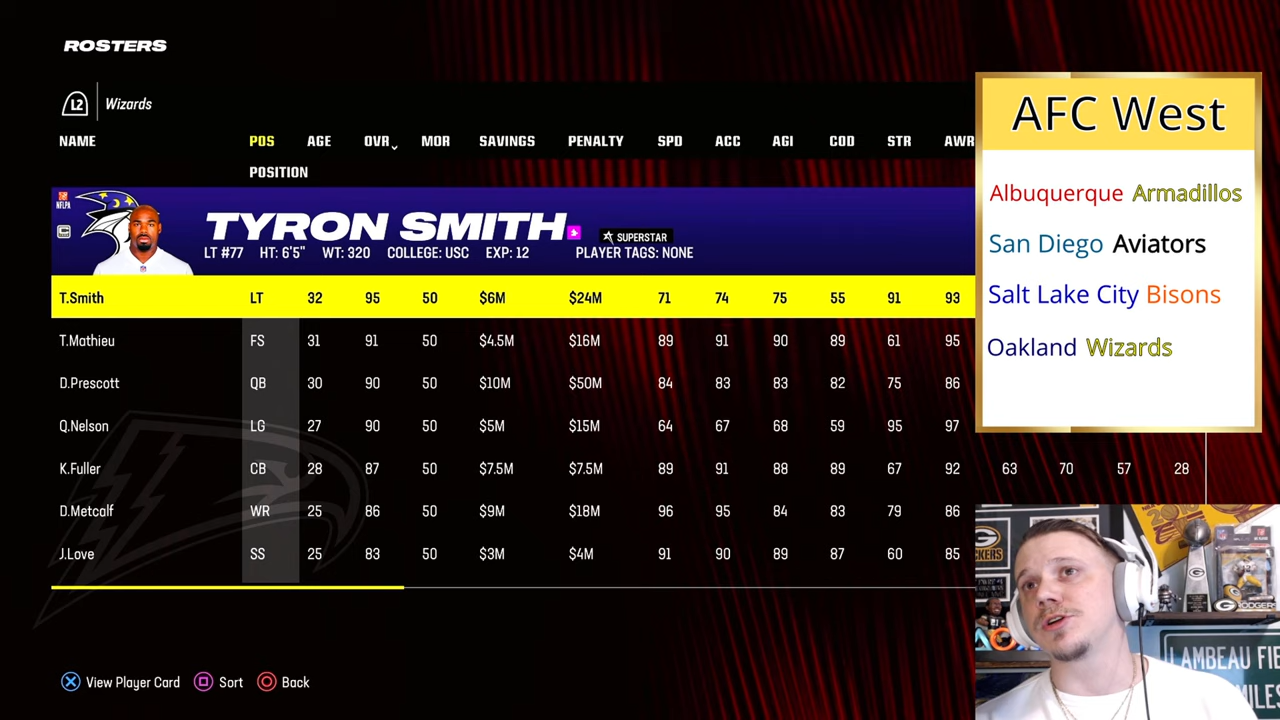 ROSTERS
L2 Wizards
NAME POS AGE OVR MOR SAVINGS PENALTY SPD ACC AGI COD STR AWR
POSITION
NFLPA
TYRON SMITH SUPERSTAR
LT #77 HT: 6'5" WT: 320 COLLEGE: USC EXP: 12 PLAYER TAGS: NONE
T.Smith LT 32 95 50 $6M $24M 71 74 75 55 91 93
T.Mathieu FS 31 91 50 $4.5M $16M 89 91 90 89 61 95
D.Prescott QB 30 90 50 $10M $50M 84 83 83 82 75 86
Q.Nelson LG 27 90 50 $5M $15M 64 67 68 59 95 97
K.Fuller CB 28 87 50 $7.5M $7.5M 89 91 88 89 67 92 63 70 57 28
D.Metcalf WR 25 86 50 $9M $18M 96 95 84 83 79 86
J.Love SS 25 83 50 $3M $4M 91 90 89 87 60 85
View Player Card Sort Back
AFC West
Albuquerque Armadillos
San Diego Aviators
Salt Lake City Bisons
Oakland Wizards
LAMBEAU FIE
MILES